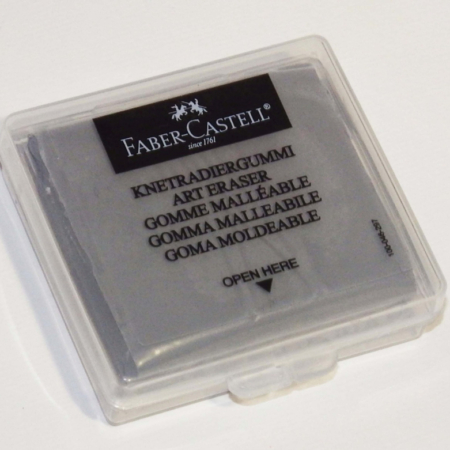 FABER-CASTELL®
since 1761
KNETRADIERGUMMI
ART ERASER
GOMME MALLÉABLE
GOMMA MALLEABILE
GOMA MOLDEABLE
OPEN HERE